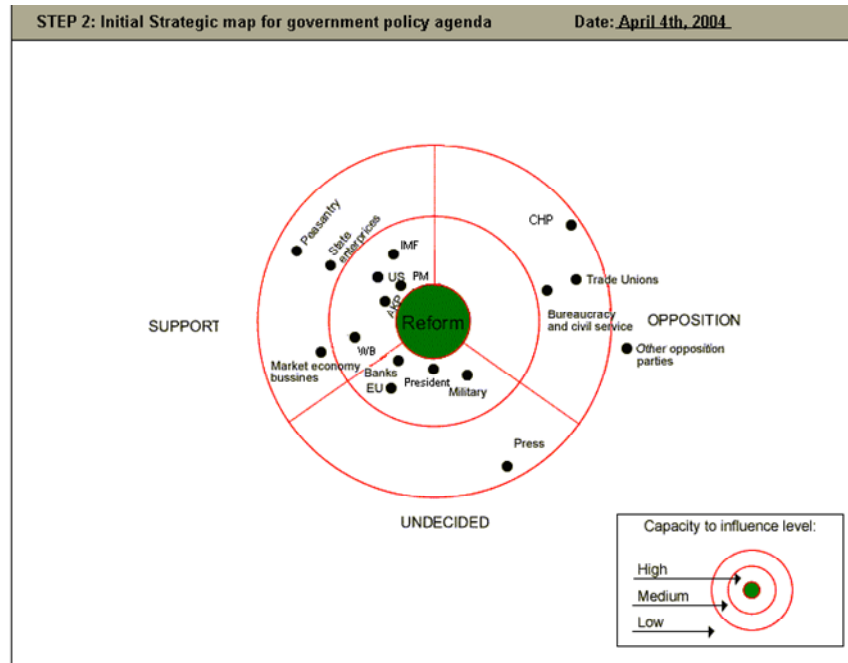 STEP 2: Initial Strategic map for government policy agenda Date: April 4th, 2004
CHP
Peasantry
State
enterprices
IMF
US
PM
AKP
Trade Unions
Reform
Bureaucracy
and civil service
SUPPORT
OPPOSITION
WB
Other opposition
parties
Market economy
bussines
Banks
President
EU
Military
Press
UNDECIDED
Capacity to influence level:
High
Medium
Low